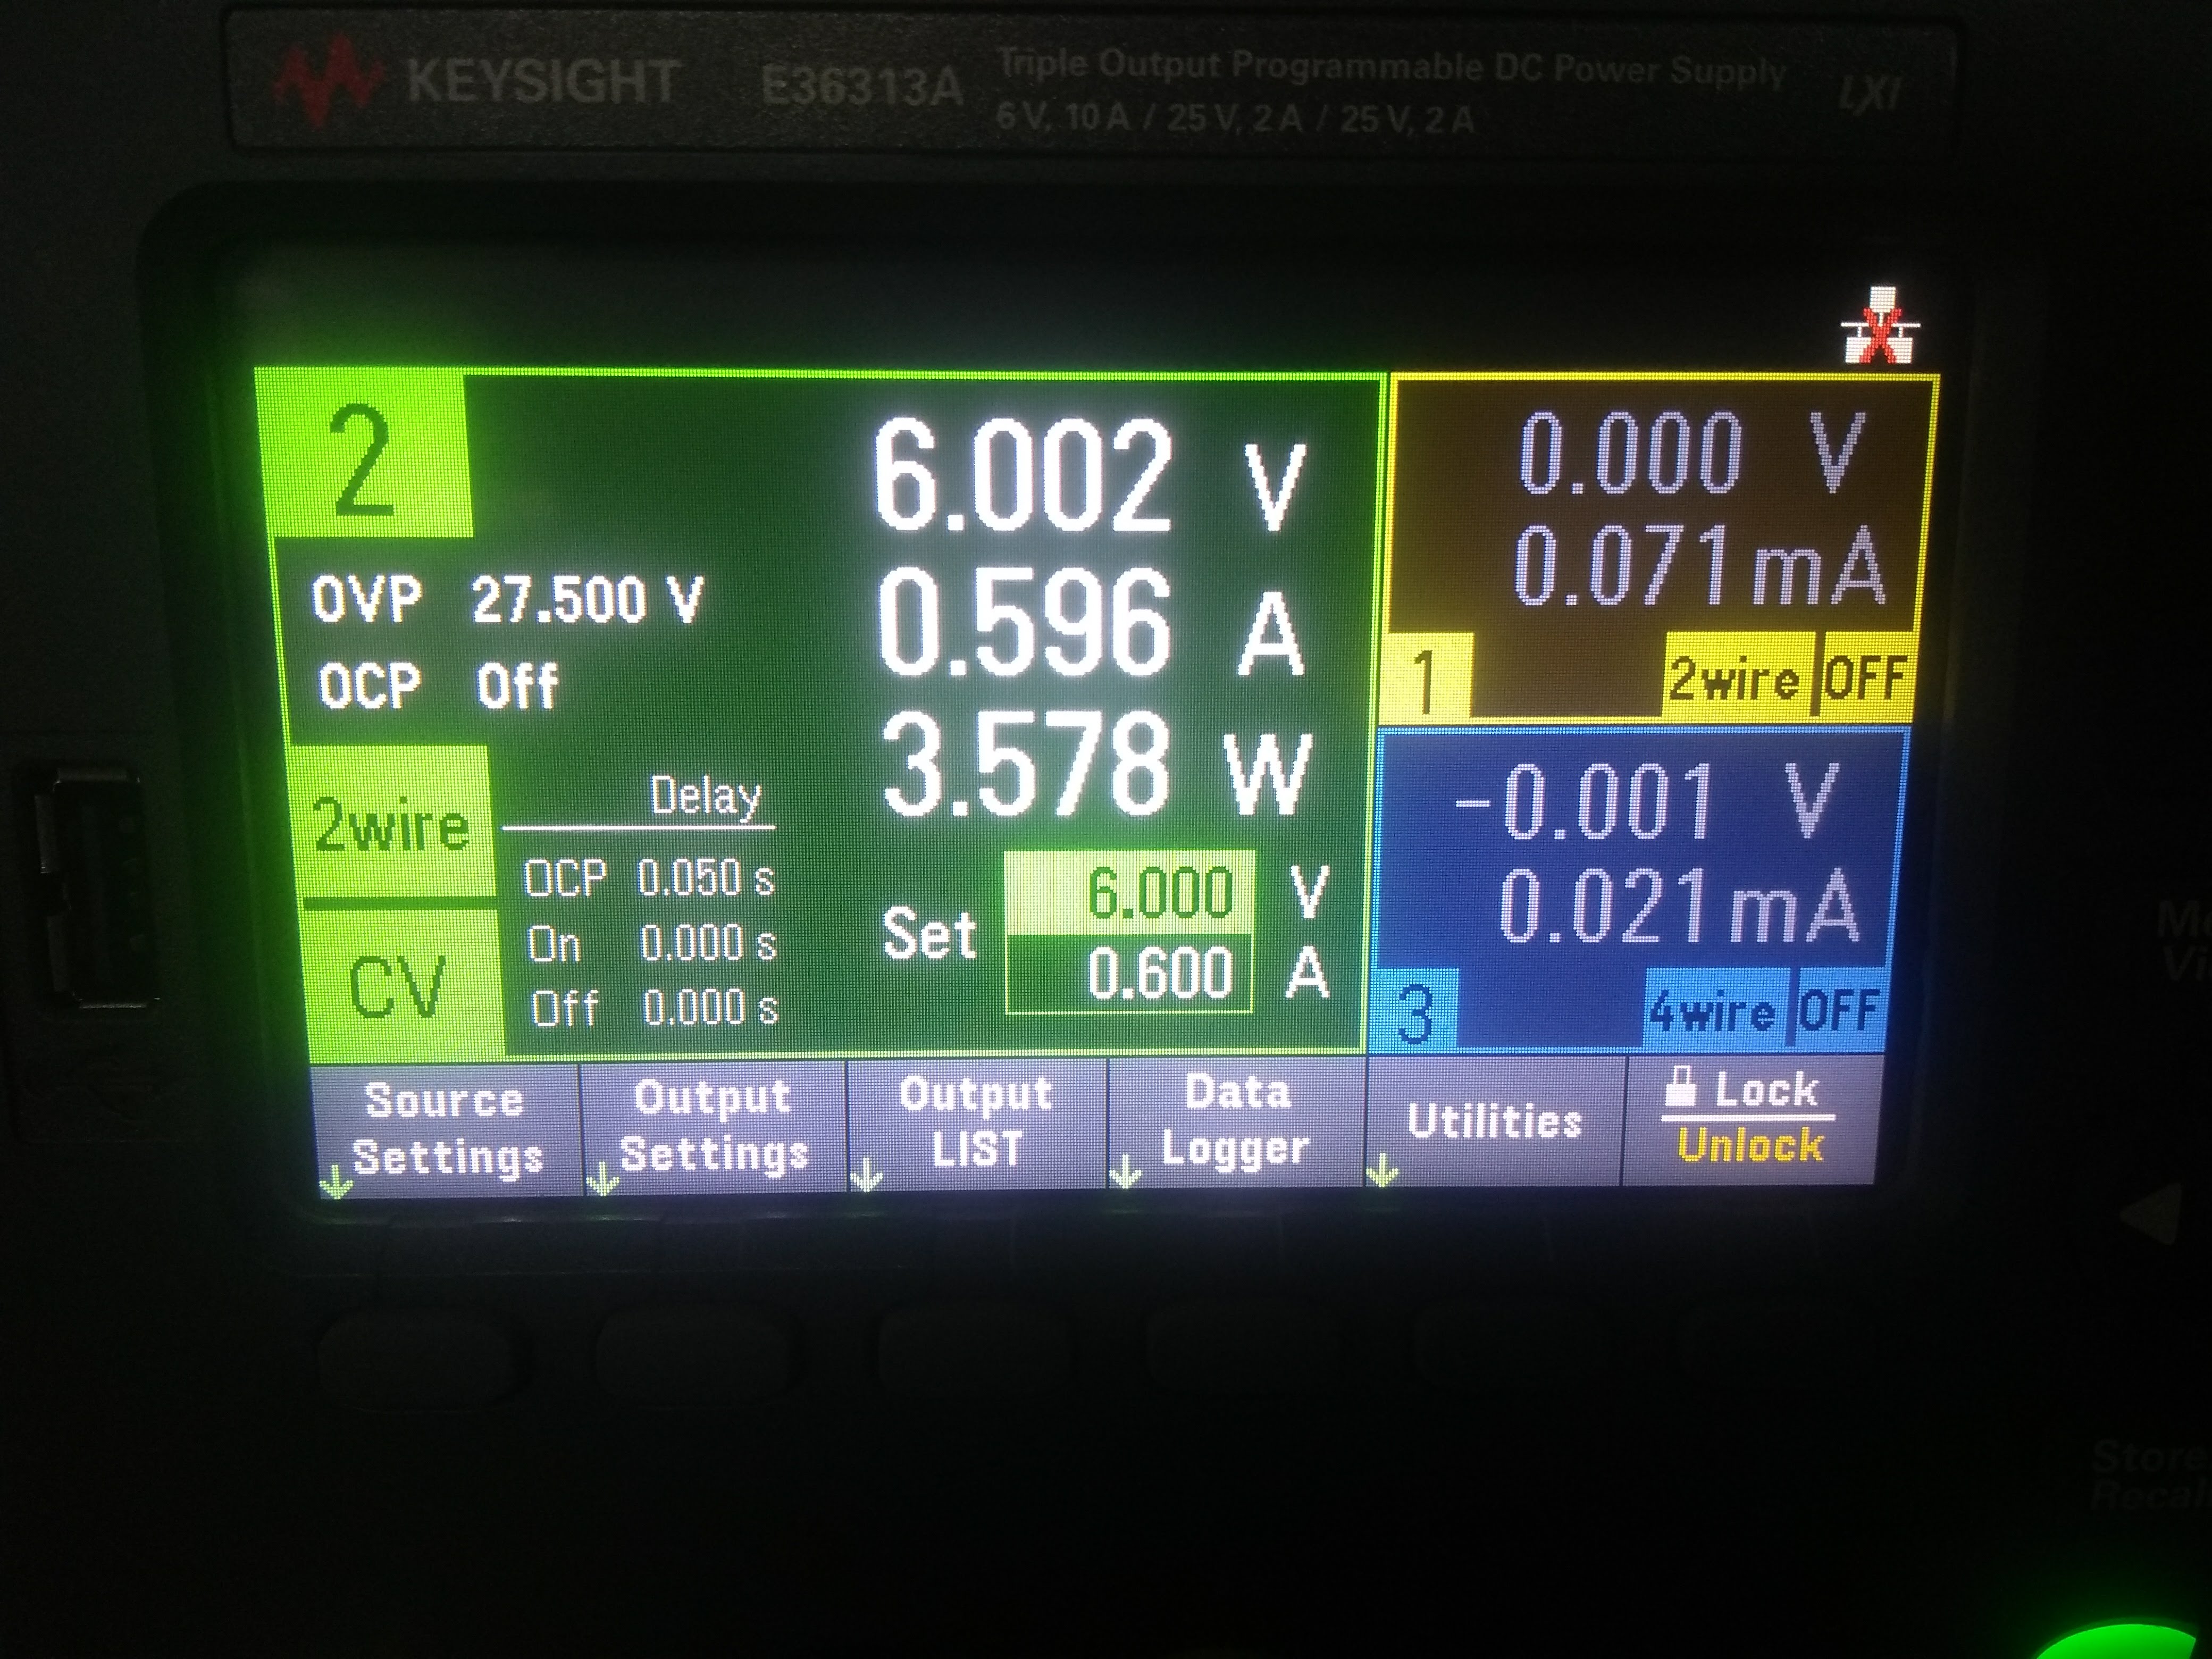 KEYSIGHT E36313A Triple Output Programmable DC Power Supply LXI
6 V, 10 A / 25 V, 2 A / 25 V, 2 A
2
6.002 V
0.596 A
3.578 W
OVP 27.500 V
OCP Off
2wire
CV
Delay
OCP 0.050 s
On 0.000 s
Off 0.000 s
Set 6.000 V
0.600 A
0.000 V
0.071 mA
1 2wire OFF
-0.001 V
0.021 mA
3 4wire OFF
Source
Settings
Output
Settings
Output
LIST
Data
Logger
Utilities
Lock
Unlock